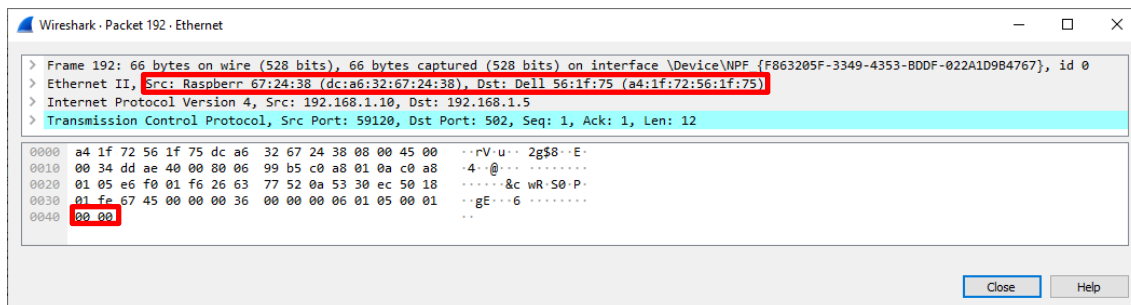 Wireshark · Packet 192 · Ethernet
> Frame 192: 66 bytes on wire (528 bits), 66 bytes captured (528 bits) on interface \Device\NPF_{F863205F-3349-4353-BDDF-022A1D9B4767}, id 0
> Ethernet II, Src: Raspberr 67:24:38 (dc:a6:32:67:24:38), Dst: Dell 56:1f:75 (a4:1f:72:56:1f:75)
> Internet Protocol Version 4, Src: 192.168.1.10, Dst: 192.168.1.5
> Transmission Control Protocol, Src Port: 59120, Dst Port: 502, Seq: 1, Ack: 1, Len: 12
0000 a4 1f 72 56 1f 75 dc a6 32 67 24 38 08 00 45 00 ··rV·u·· 2g$8··E·
0010 00 34 dd ae 40 00 80 06 99 b5 c0 a8 01 0a c0 a8 ·4··@··· ········
0020 01 05 e6 f0 01 f6 26 63 77 52 0a 53 30 ec 50 18 ······&c wR·S0·P·
0030 01 fe 67 45 00 00 00 36 00 00 00 06 01 05 00 01 ··gE···6 ········
0040 00 00 ··
Close Help